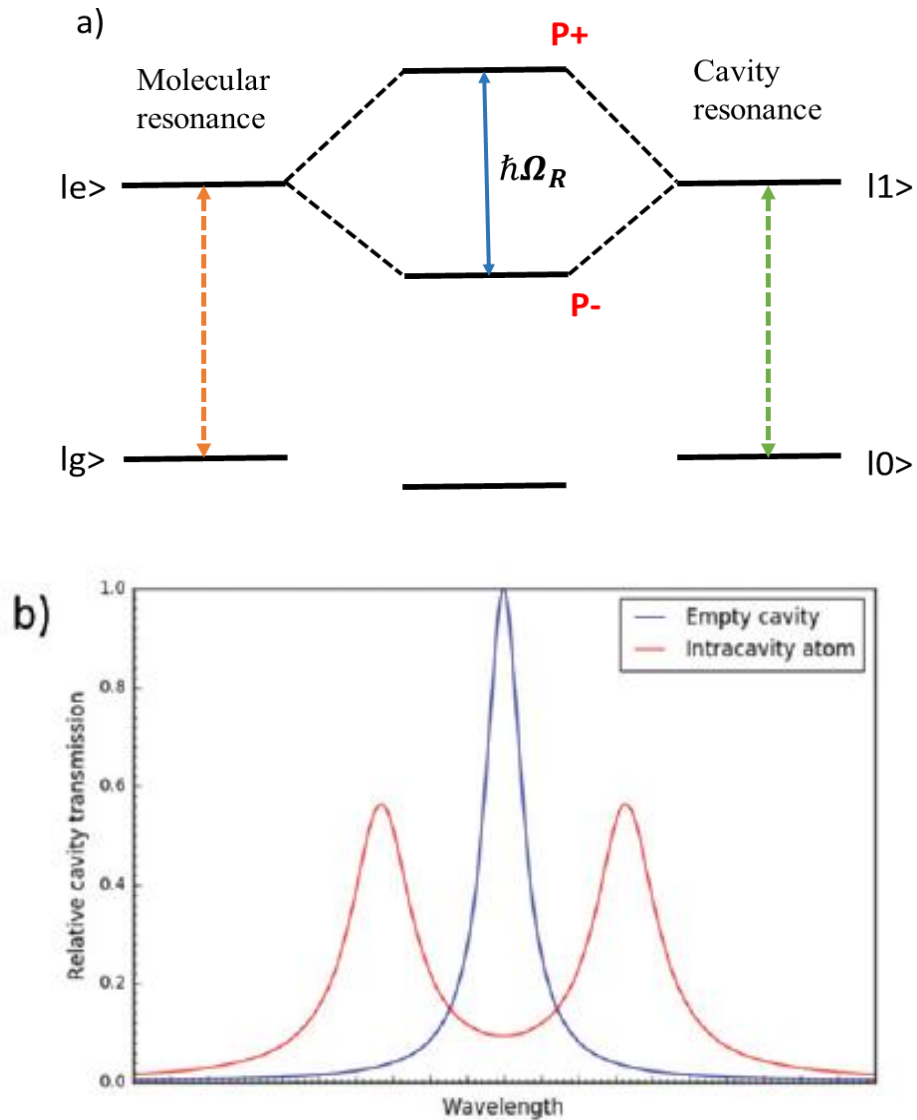 a)
P+
Molecular
resonance
Cavity
resonance
ℏΩ_R
|e>
|1>
P-
|g>
|0>
b)
1.0
Empty cavity
Intracavity atom
0.8
0.6
0.4
0.2
0.0
Relative cavity transmission
Wavelength